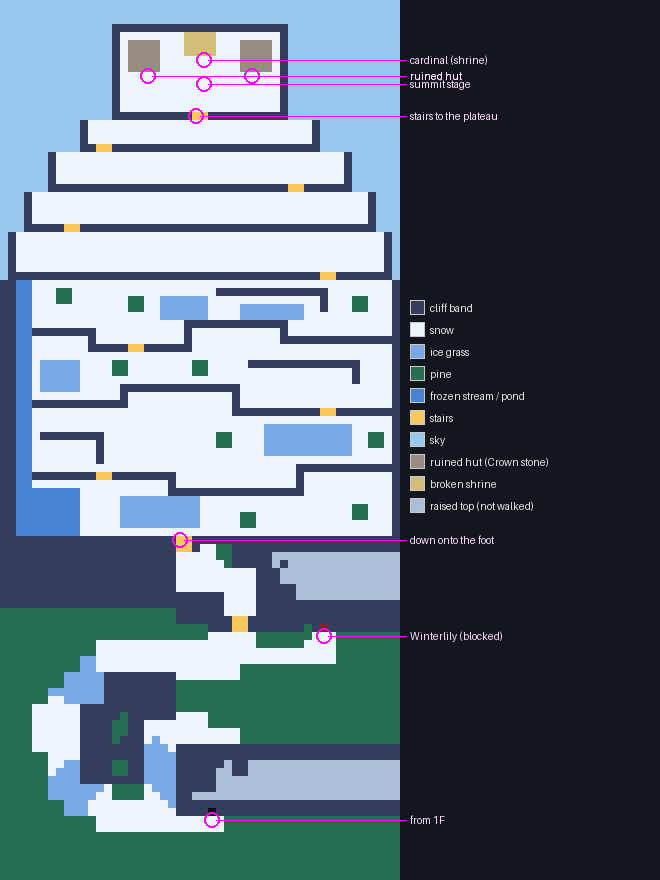 cardinal (shrine)
ruined hut
summit stage
stairs to the plateau
cliff band
snow
ice grass
pine
frozen stream / pond
stairs
sky
ruined hut (Crown stone)
broken shrine
raised top (not walked)
down onto the foot
Winterlily (blocked)
from 1F